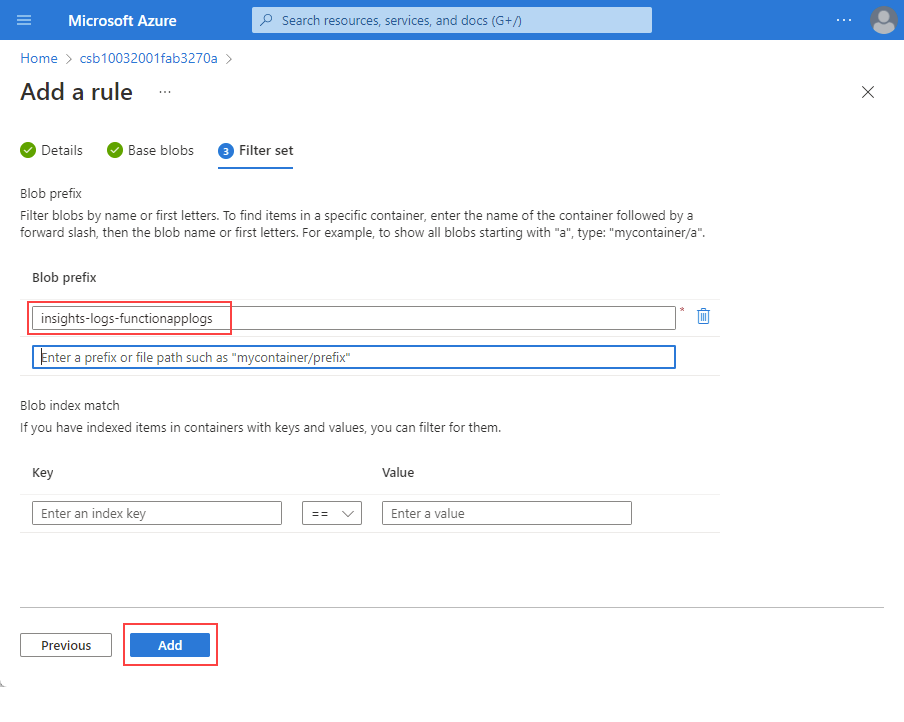 Microsoft Azure
Search resources, services, and docs (G+/)
...
Home > csb10032001fab3270a >
Add a rule ...
Details
Base blobs
3 Filter set
Blob prefix
Filter blobs by name or first letters. To find items in a specific container, enter the name of the container followed by a
forward slash, then the blob name or first letters. For example, to show all blobs starting with "a", type: "mycontainer/a".
Blob prefix
insights-logs-functionapplogs *
Enter a prefix or file path such as "mycontainer/prefix"
Blob index match
If you have indexed items in containers with keys and values, you can filter for them.
Key Value
Enter an index key == Enter a value
Previous Add